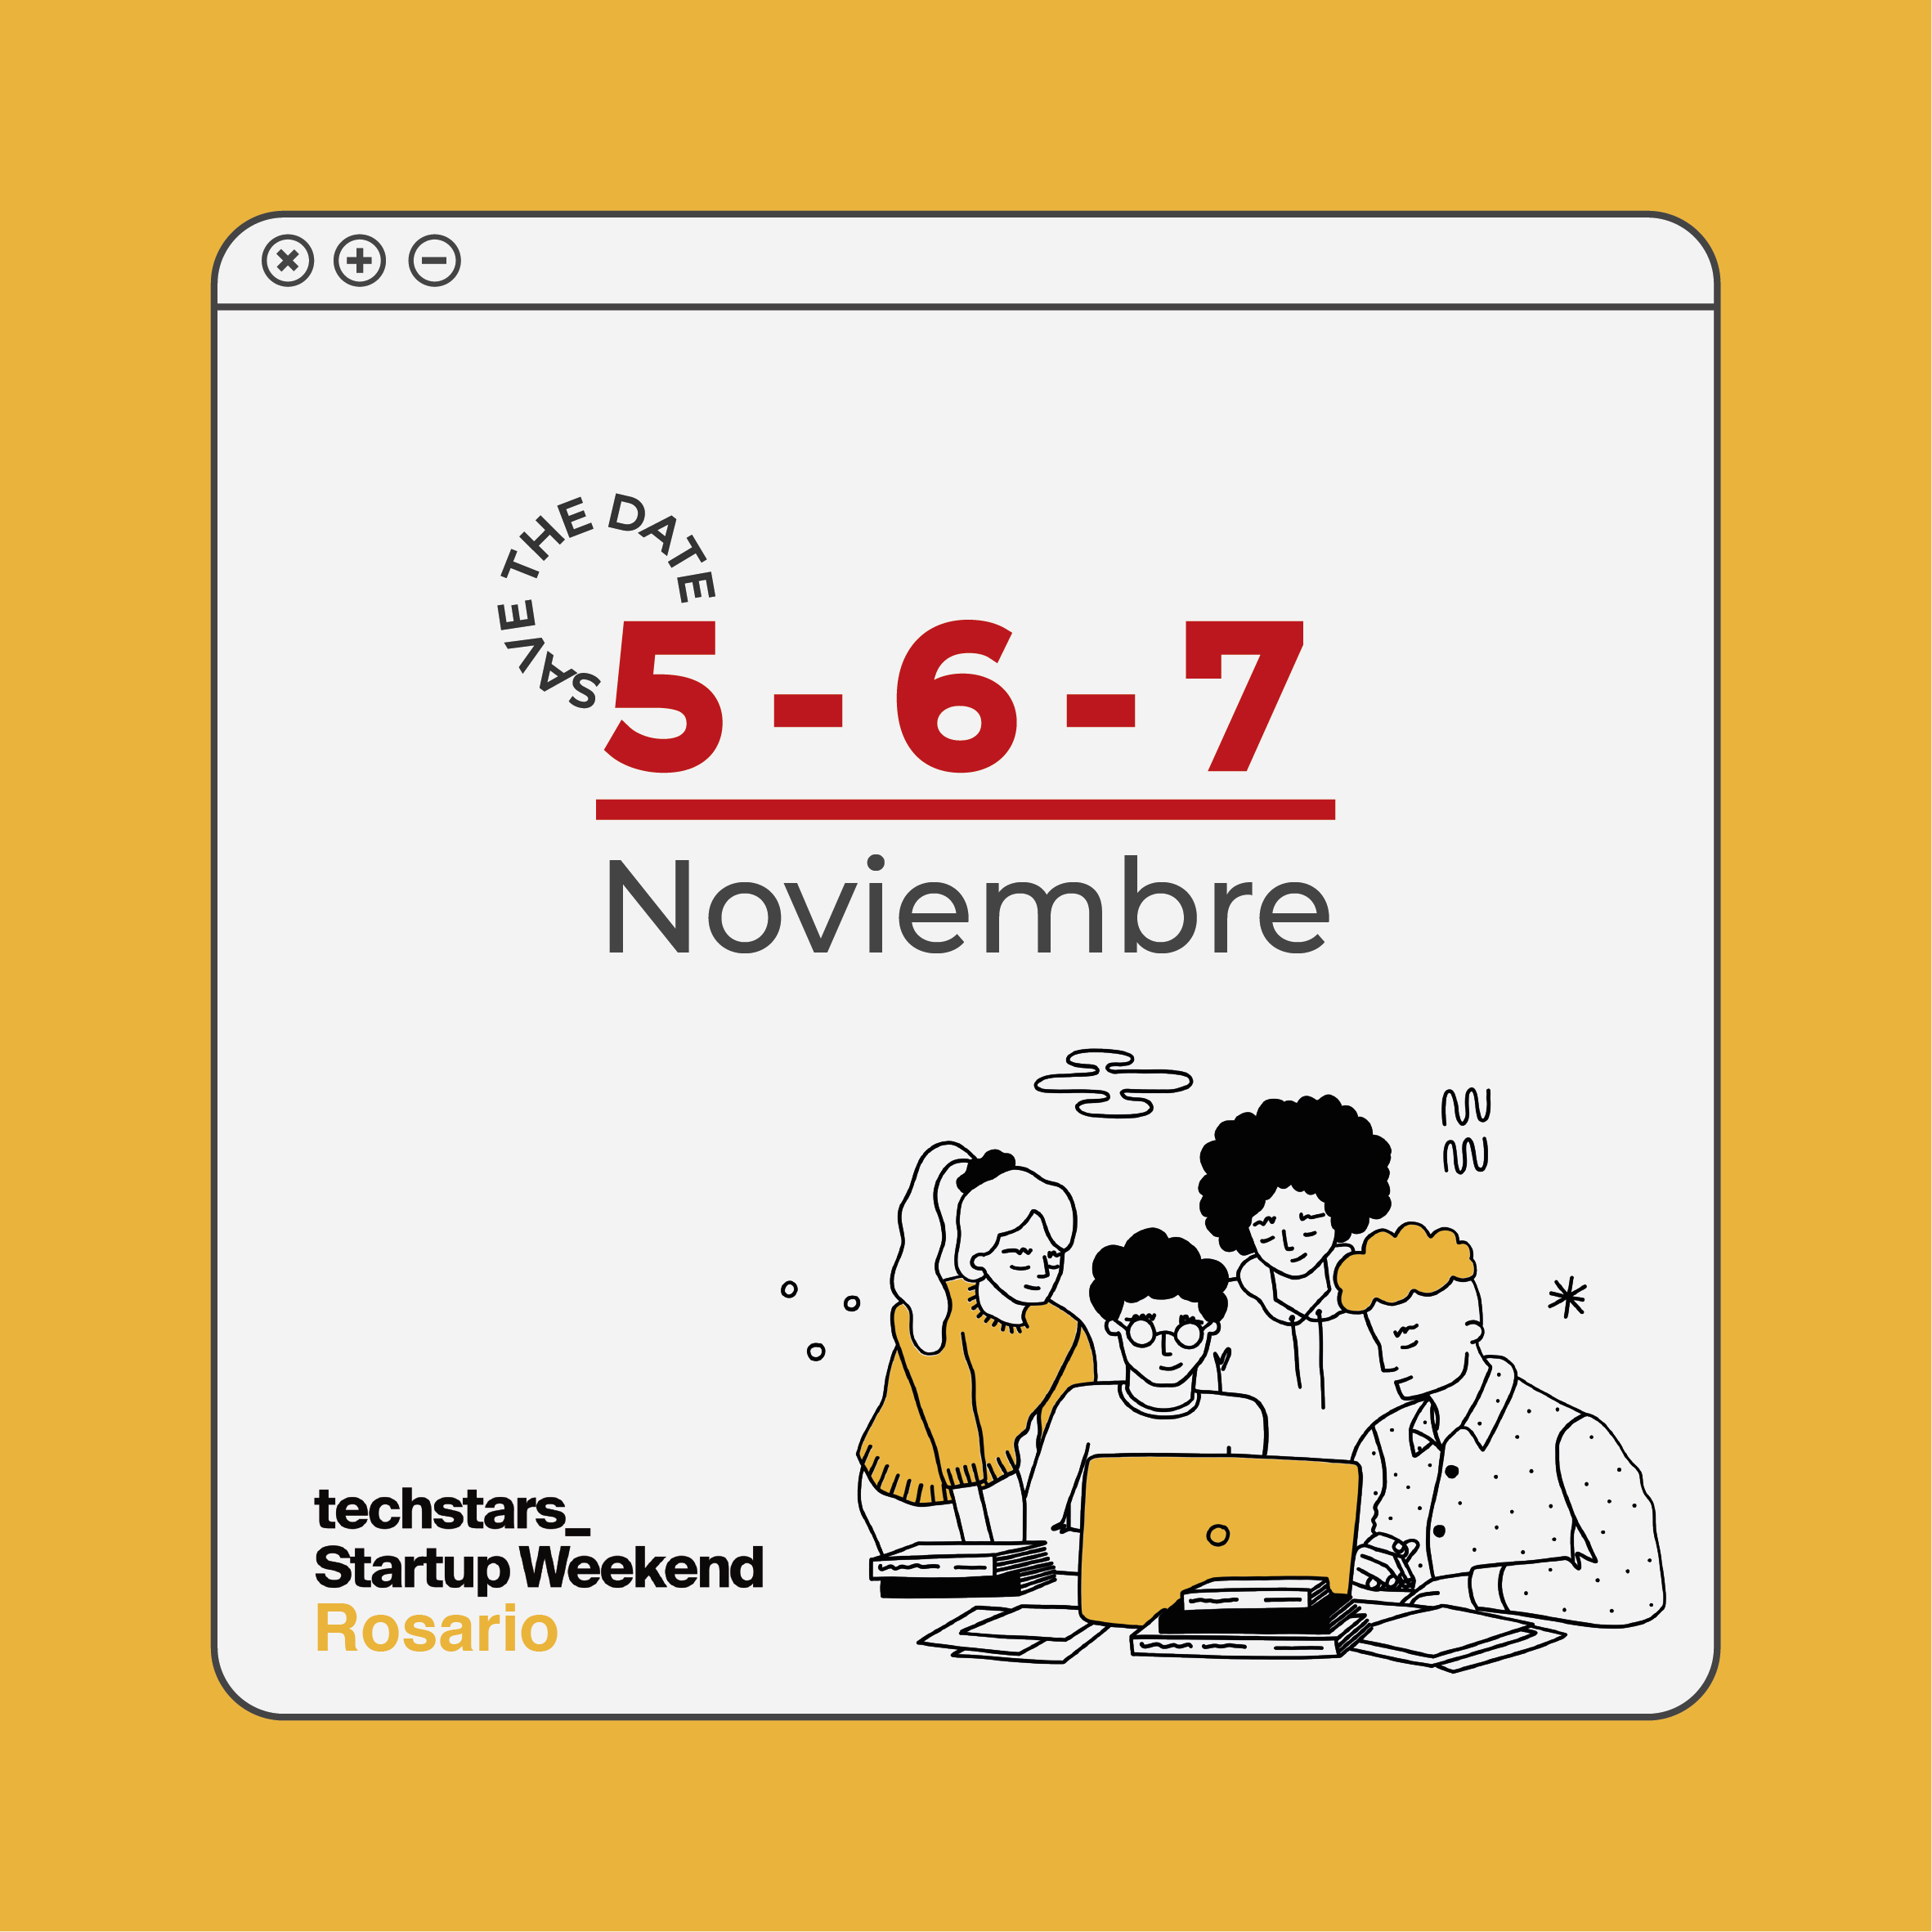 SAVE THE DATE
5-6-7
Noviembre
techstars_
Startup Weekend
Rosario